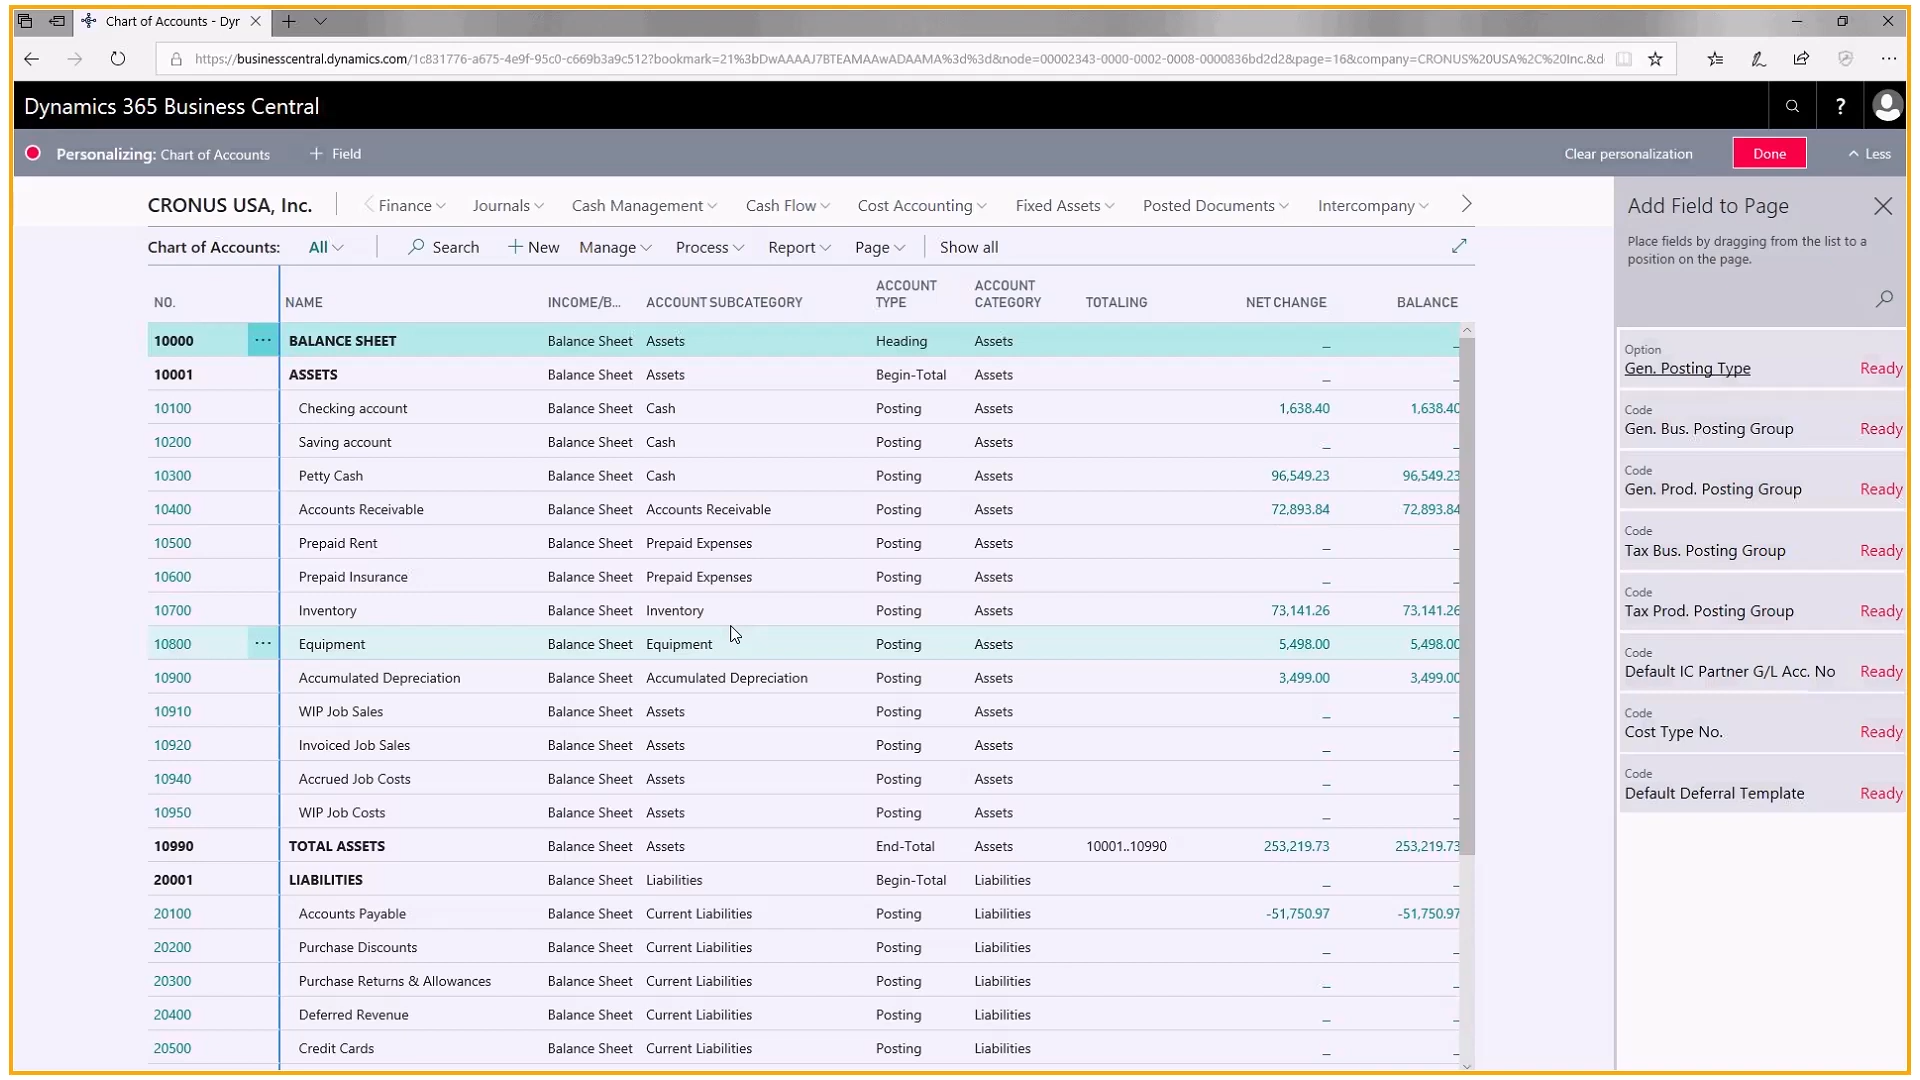 Chart of Accounts - Dyr
https://businesscentral.dynamics.com/1c831776-a675-4e9f-95c0-c669b3a9c512?bookmark=21%3bDwAAAAJ7BTEAMAAwADAAMA%3d%3d&node=00002343-0000-0002-0008-0000836bd2d2&page=16&company=CRONUS%20USA%2C%20Inc.&d
Dynamics 365 Business Central
?
Personalizing: Chart of Accounts + Field Clear personalization Done Less
CRONUS USA, Inc. Finance Journals Cash Management Cash Flow Cost Accounting Fixed Assets Posted Documents Intercompany
Chart of Accounts: All Search + New Manage Process Report Page Show all
NO. NAME INCOME/B... ACCOUNT SUBCATEGORY ACCOUNT TYPE ACCOUNT CATEGORY TOTALING NET CHANGE BALANCE
10000 ... BALANCE SHEET Balance Sheet Assets Heading Assets _ _
10001 ASSETS Balance Sheet Assets Begin-Total Assets _ _
10100 Checking account Balance Sheet Cash Posting Assets 1,638.40 1,638.40
10200 Saving account Balance Sheet Cash Posting Assets _ _
10300 Petty Cash Balance Sheet Cash Posting Assets 96,549.23 96,549.23
10400 Accounts Receivable Balance Sheet Accounts Receivable Posting Assets 72,893.84 72,893.84
10500 Prepaid Rent Balance Sheet Prepaid Expenses Posting Assets _ _
10600 Prepaid Insurance Balance Sheet Prepaid Expenses Posting Assets _ _
10700 Inventory Balance Sheet Inventory Posting Assets 73,141.26 73,141.26
10800 ... Equipment Balance Sheet Equipment Posting Assets 5,498.00 5,498.00
10900 Accumulated Depreciation Balance Sheet Accumulated Depreciation Posting Assets 3,499.00 3,499.00
10910 WIP Job Sales Balance Sheet Assets Posting Assets _ _
10920 Invoiced Job Sales Balance Sheet Assets Posting Assets _ _
10940 Accrued Job Costs Balance Sheet Assets Posting Assets _ _
10950 WIP Job Costs Balance Sheet Assets Posting Assets _ _
10990 TOTAL ASSETS Balance Sheet Assets End-Total Assets 10001..10990 253,219.73 253,219.73
20001 LIABILITIES Balance Sheet Liabilities Begin-Total Liabilities _ _
20100 Accounts Payable Balance Sheet Current Liabilities Posting Liabilities -51,750.97 -51,750.97
20200 Purchase Discounts Balance Sheet Current Liabilities Posting Liabilities _ _
20300 Purchase Returns & Allowances Balance Sheet Current Liabilities Posting Liabilities _ _
20400 Deferred Revenue Balance Sheet Current Liabilities Posting Liabilities _ _
20500 Credit Cards Balance Sheet Current Liabilities Posting Liabilities _ _
Add Field to Page
Place fields by dragging from the list to a
position on the page.
Option
Gen. Posting Type Ready
Code
Gen. Bus. Posting Group Ready
Code
Gen. Prod. Posting Group Ready
Code
Tax Bus. Posting Group Ready
Code
Tax Prod. Posting Group Ready
Code
Default IC Partner G/L Acc. No Ready
Code
Cost Type No. Ready
Code
Default Deferral Template Ready